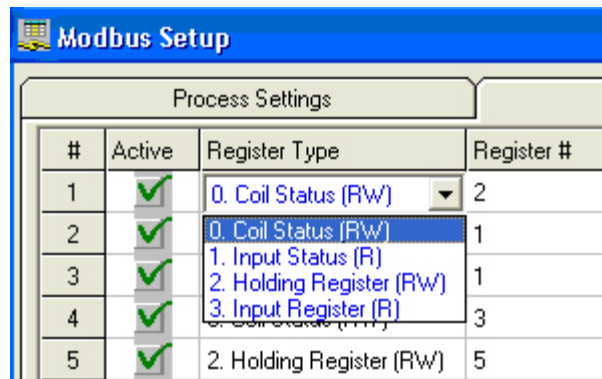 Modbus Setup
Process Settings
# Active Register Type Register #
1 0. Coil Status (RW) 2
2 0. Coil Status (RW) 1
1. Input Status (R)
3 2. Holding Register (RW) 1
3. Input Register (R)
4 3
5 2. Holding Register (RW) 5